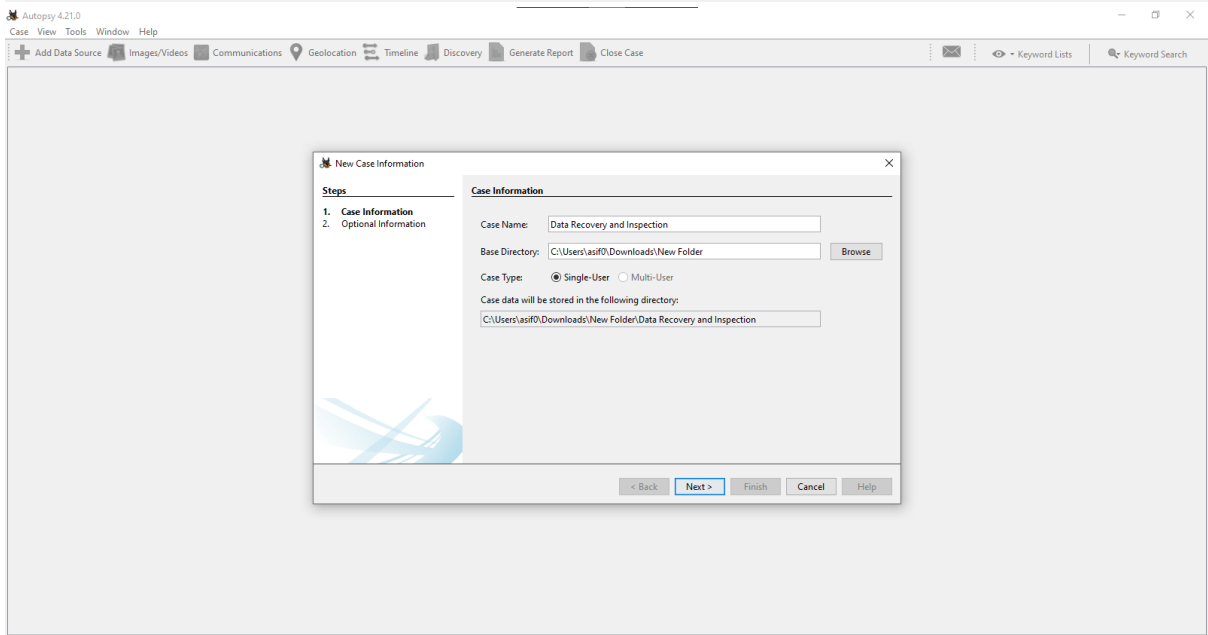 Autopsy 4.21.0
Case View Tools Window Help
Add Data Source Images/Videos Communications Geolocation Timeline Discovery Generate Report Close Case Keyword Lists Keyword Search
New Case Information
Steps
1. Case Information
2. Optional Information
Case Information
Case Name: Data Recovery and Inspection
Base Directory: C:\Users\asif0\Downloads\New Folder Browse
Case Type: Single-User Multi-User
Case data will be stored in the following directory:
C:\Users\asif0\Downloads\New Folder\Data Recovery and Inspection
< Back Next > Finish Cancel Help